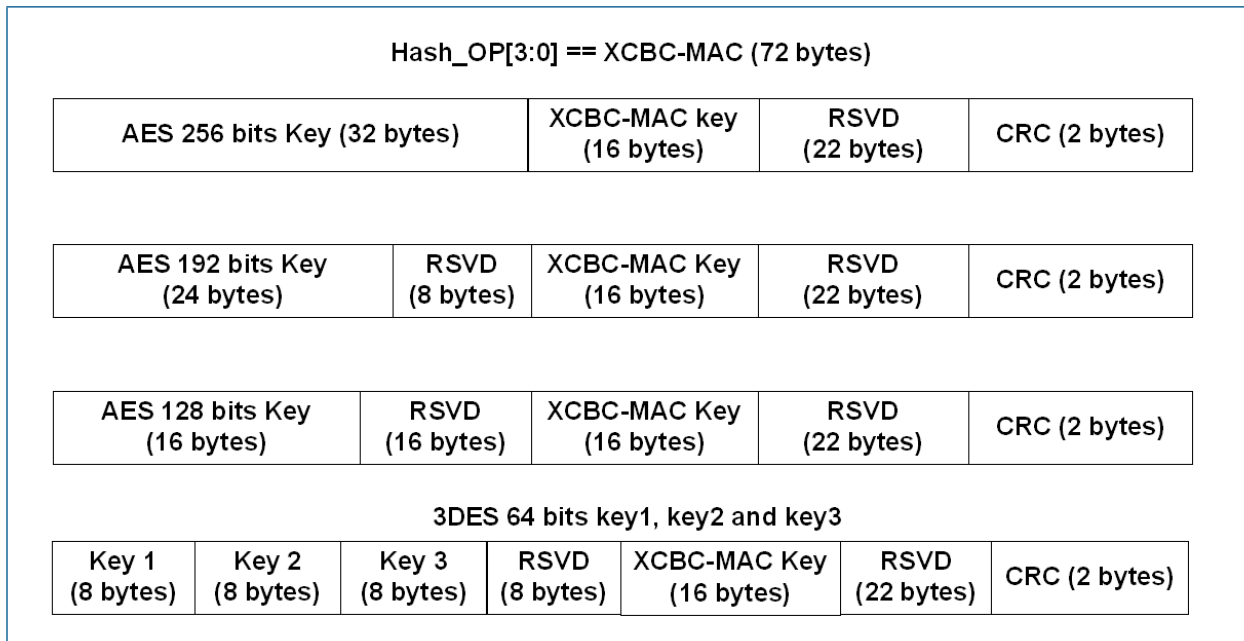 Hash_OP[3:0] == XCBC-MAC (72 bytes)
AES 256 bits Key (32 bytes)
XCBC-MAC key
(16 bytes)
RSVD
(22 bytes)
CRC (2 bytes)
AES 192 bits Key
(24 bytes)
RSVD
(8 bytes)
XCBC-MAC Key
(16 bytes)
RSVD
(22 bytes)
CRC (2 bytes)
AES 128 bits Key
(16 bytes)
RSVD
(16 bytes)
XCBC-MAC Key
(16 bytes)
RSVD
(22 bytes)
CRC (2 bytes)
3DES 64 bits key1, key2 and key3
Key 1
(8 bytes)
Key 2
(8 bytes)
Key 3
(8 bytes)
RSVD
(8 bytes)
XCBC-MAC Key
(16 bytes)
RSVD
(22 bytes)
CRC (2 bytes)